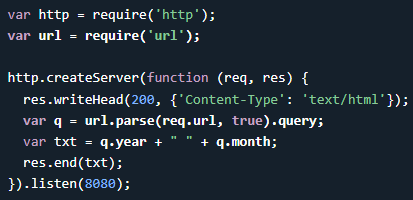 var http = require('http');
var url = require('url');

http.createServer(function (req, res) {
  res.writeHead(200, {'Content-Type': 'text/html'});
  var q = url.parse(req.url, true).query;
  var txt = q.year + " " + q.month;
  res.end(txt);
}).listen(8080);